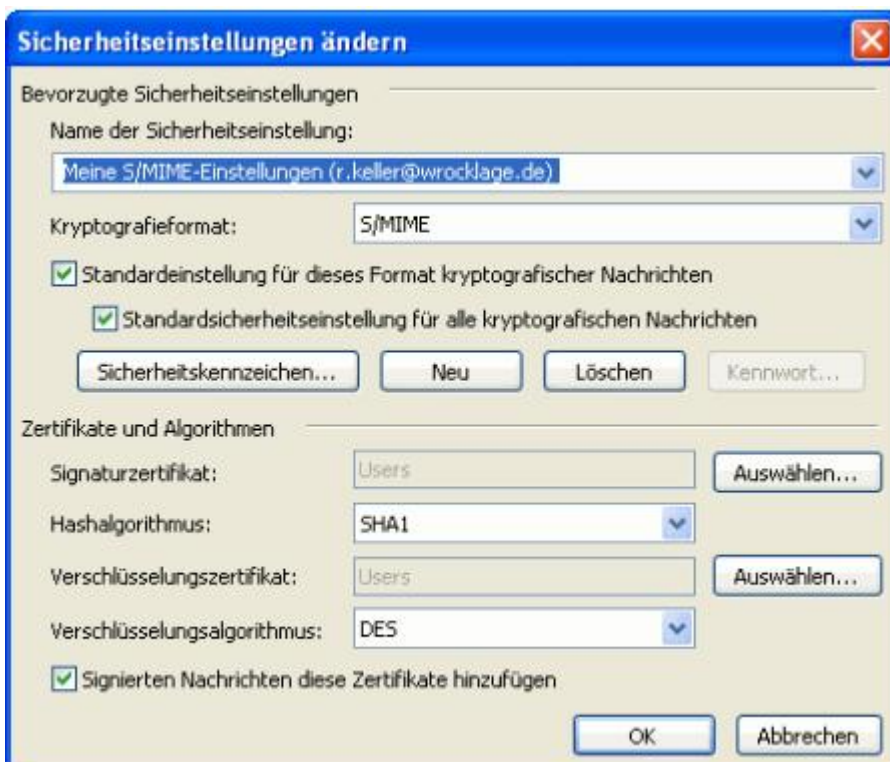 Sicherheitseinstellungen ändern
Bevorzugte Sicherheitseinstellungen
Name der Sicherheitseinstellung:
Meine S/MIME-Einstellungen (r.keller@wrocklage.de)
Kryptografieformat: S/MIME
Standardeinstellung für dieses Format kryptografischer Nachrichten
Standardsicherheitseinstellung für alle kryptografischen Nachrichten
Sicherheitskennzeichen... Neu Löschen Kennwort...
Zertifikate und Algorithmen
Signaturzertifikat: Users Auswählen...
Hashalgorithmus: SHA1
Verschlüsselungszertifikat: Users Auswählen...
Verschlüsselungsalgorithmus: DES
Signierten Nachrichten diese Zertifikate hinzufügen
OK Abbrechen